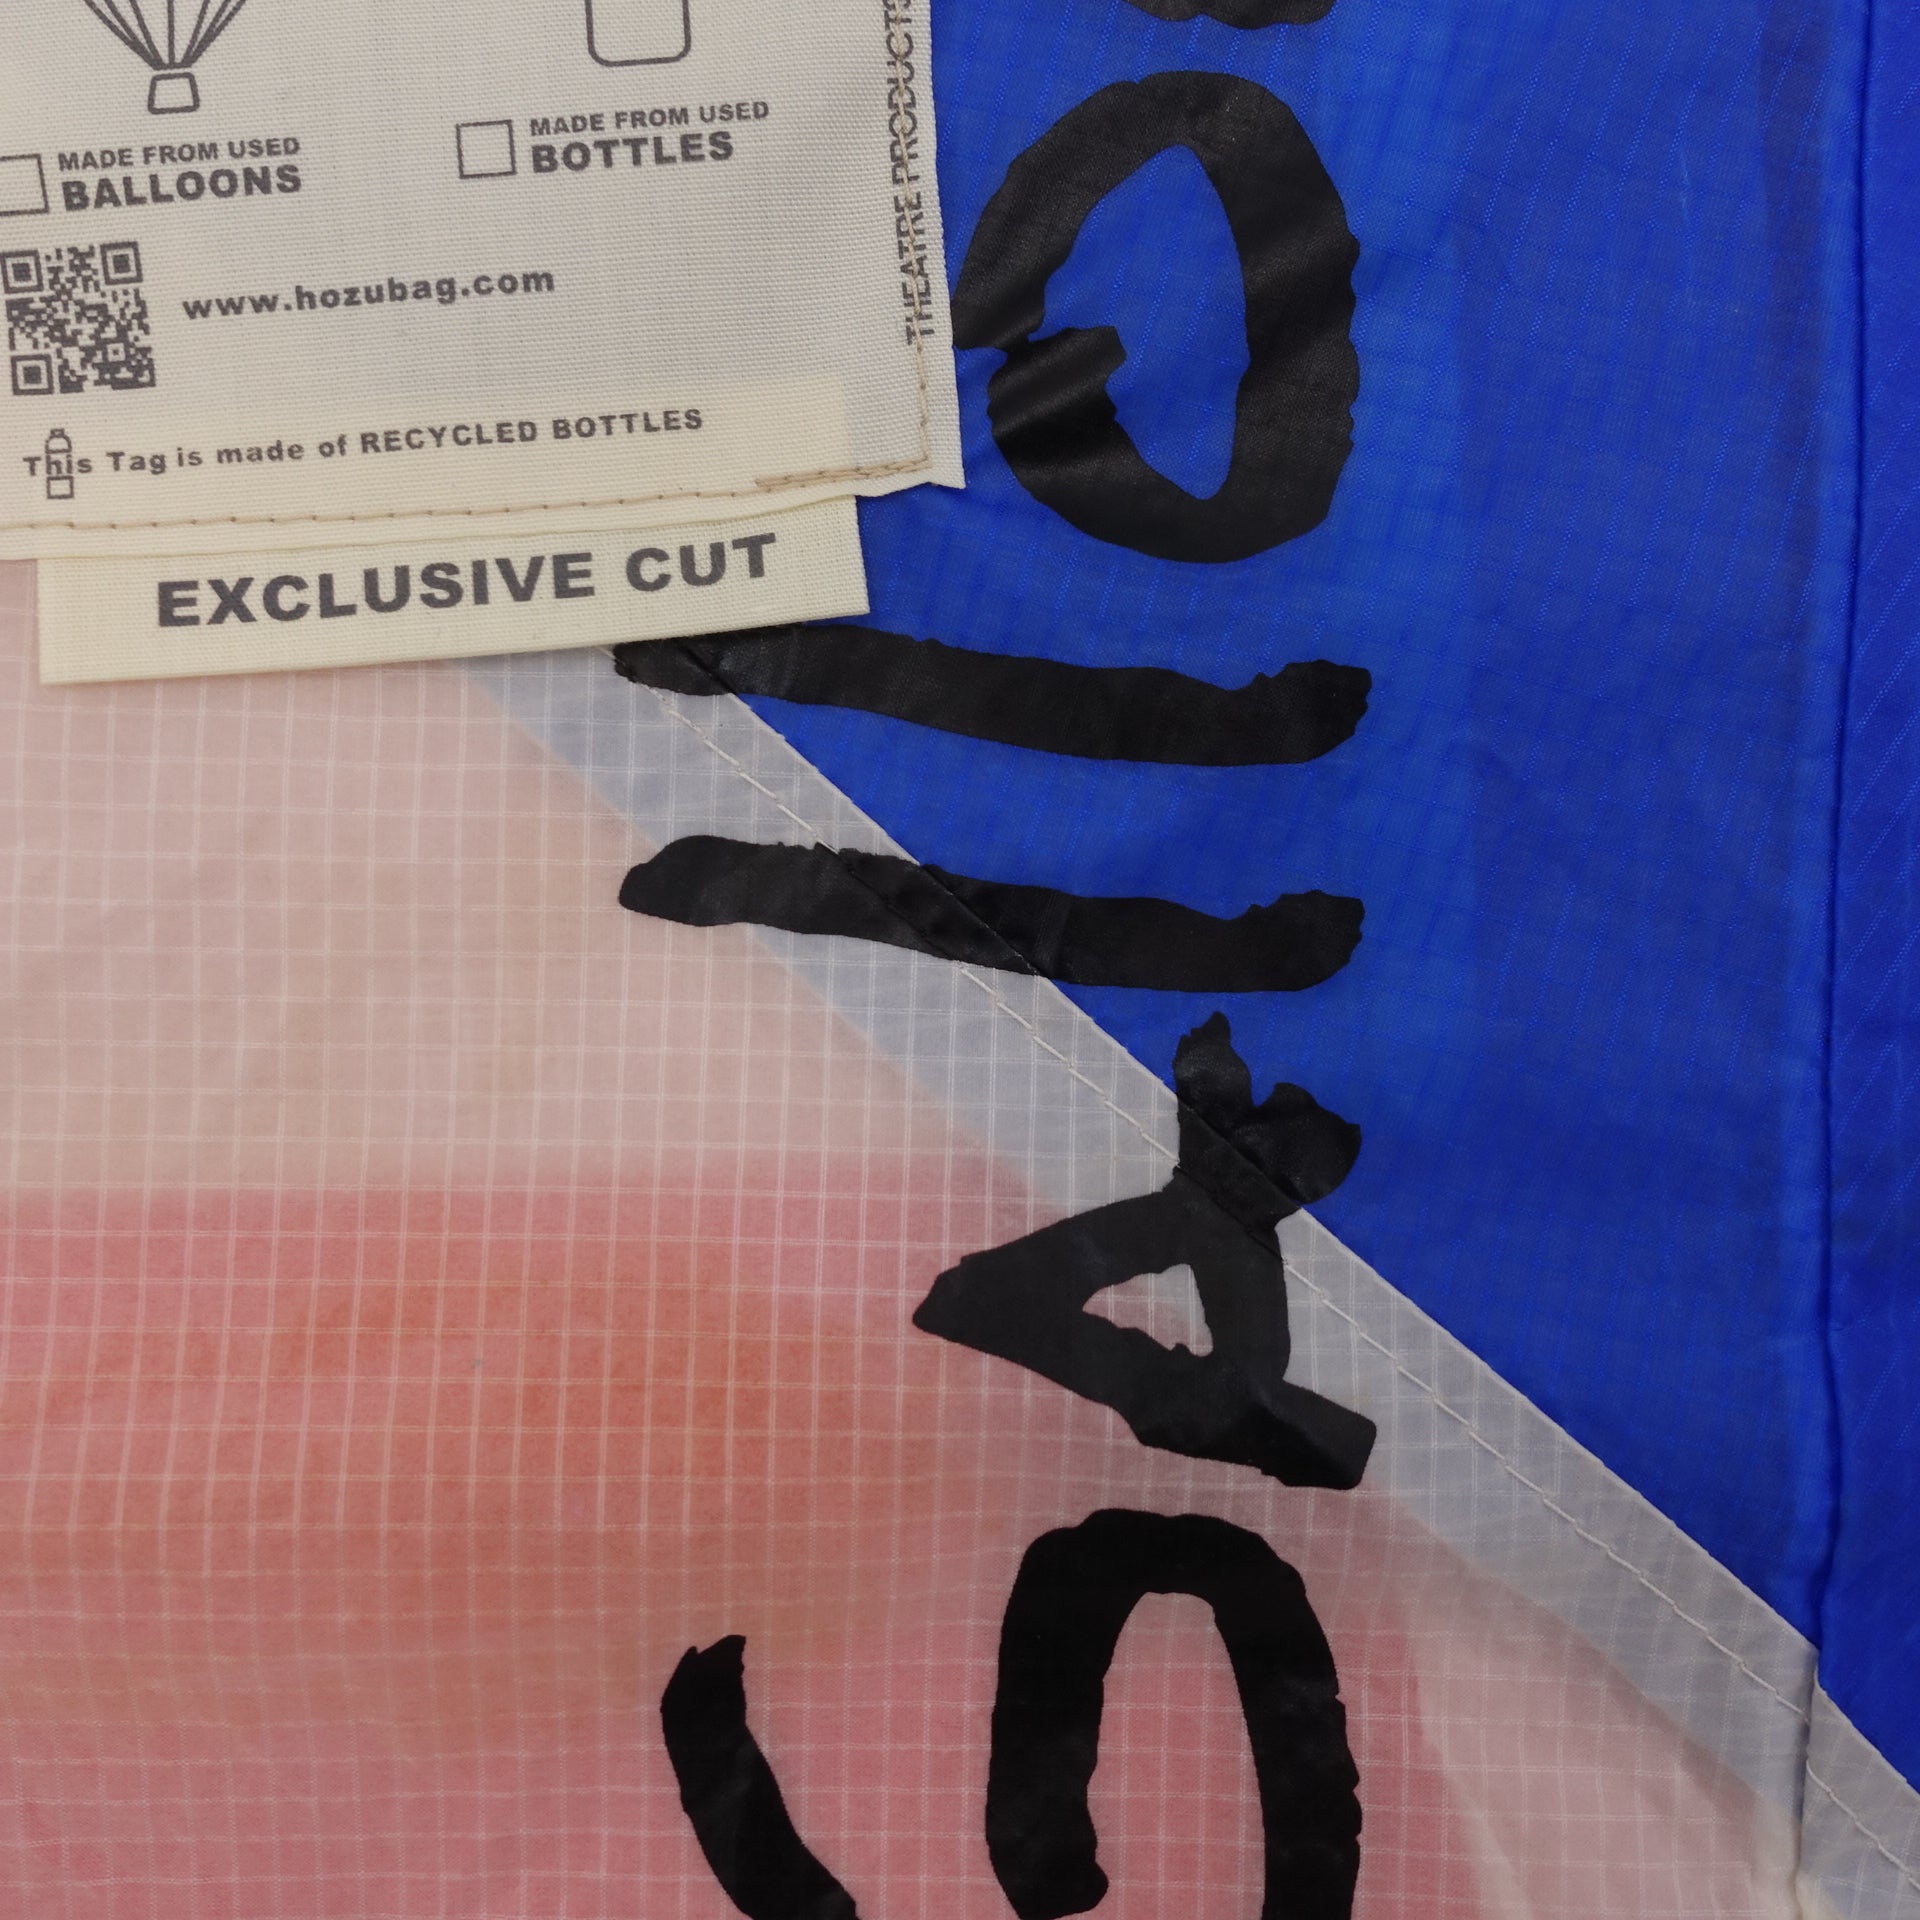 MADE FROM USED
BALLOONS
MADE FROM USED
BOTTLES
www.hozubag.com
This Tag is made of RECYCLED BOTTLES
THEATRE PRODUCTS
EXCLUSIVE CUT
ballo